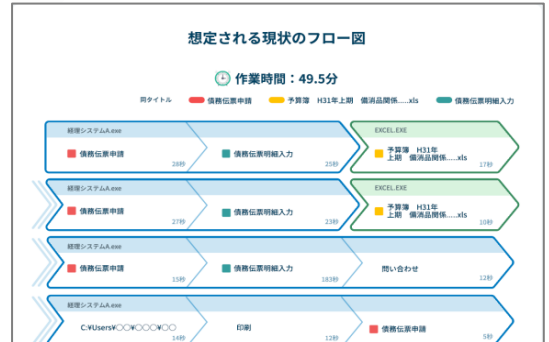 想定される現状のフロー図
作業時間：49.5分
同タイトル 債務伝票申請 予算簿 H31年上期 備消品関係.....xls 債務伝票明細入力
経理システムA.exe EXCEL.EXE
債務伝票申請 債務伝票明細入力 予算簿 H31年
上期 備消品関係.....xls
28秒 25秒 17秒
経理システムA.exe EXCEL.EXE
債務伝票申請 債務伝票明細入力 予算簿 H31年
上期 備消品関係.....xls
27秒 23秒 10秒
経理システムA.exe
債務伝票申請 債務伝票明細入力 問い合わせ
15秒 183秒 12秒
経理システムA.exe
C:¥Users¥○○¥○○○¥○○ 印刷 債務伝票申請
14秒 12秒 5秒